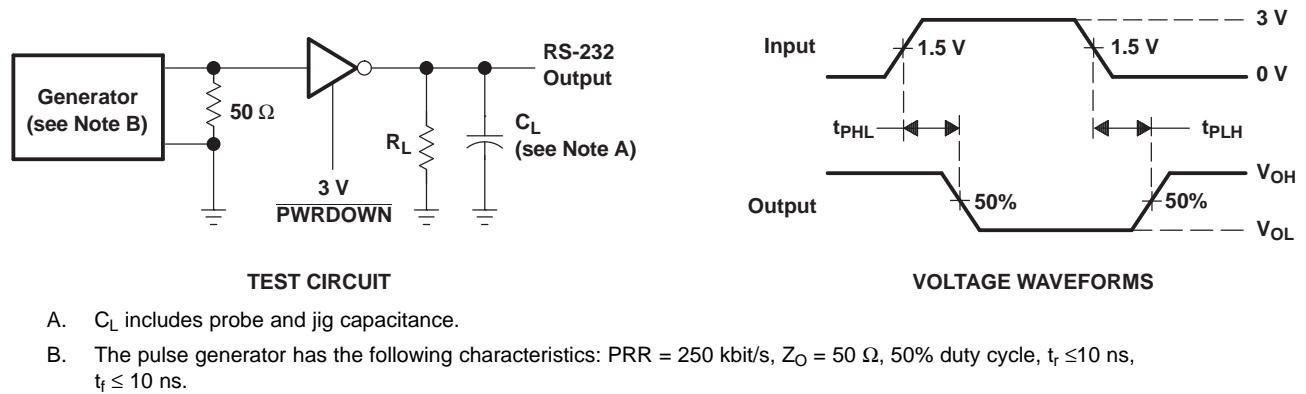 Generator
(see Note B)
50 Ω
3 V
PWRDOWN
R_L
C_L
(see Note A)
RS-232
Output
TEST CIRCUIT
Input
1.5 V
1.5 V
3 V
0 V
t_PHL
t_PLH
Output
50%
50%
V_OH
V_OL
VOLTAGE WAVEFORMS
A. C_L includes probe and jig capacitance.
B. The pulse generator has the following characteristics: PRR = 250 kbit/s, Z_O = 50 Ω, 50% duty cycle, t_r ≤10 ns,
t_f ≤ 10 ns.